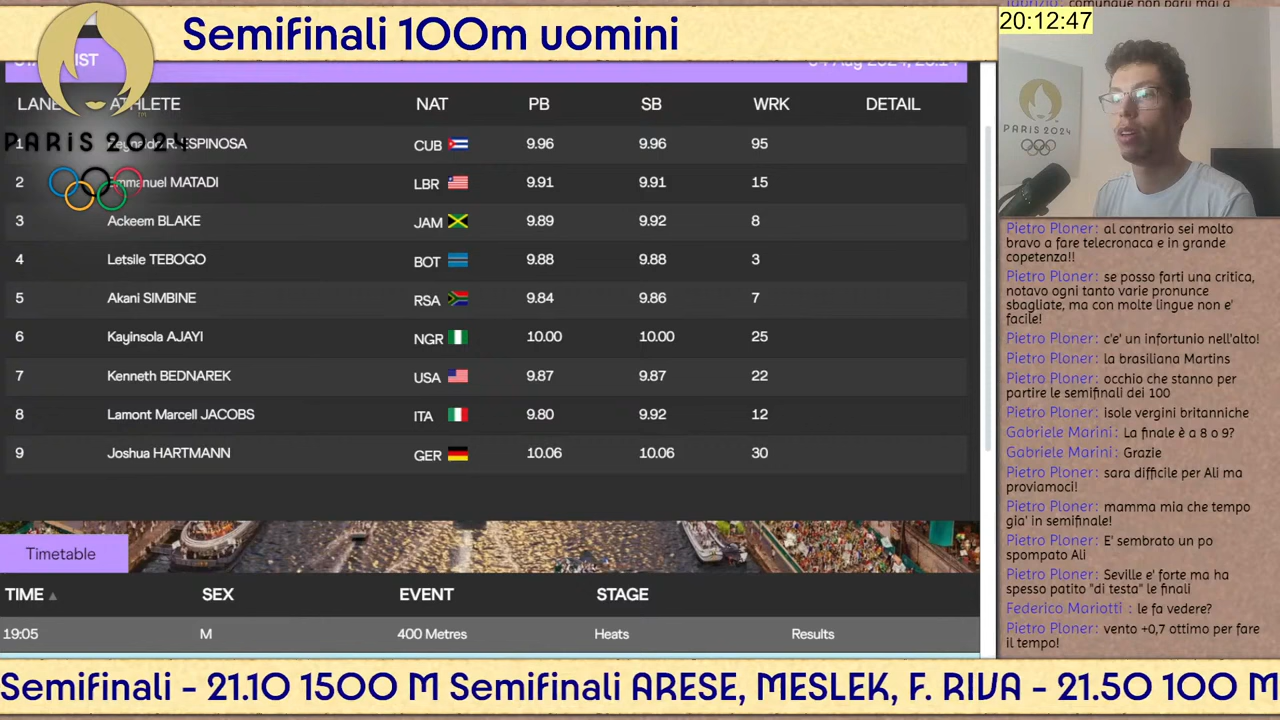 Semifinali 100m uomini
20:12:47
LANE ATHLETE NAT PB SB WRK DETAIL
PARIS 2024
1 ESPINOSA CUB 9.96 9.96 95
2 Emmanuel MATADI LBR 9.91 9.91 15
3 Ackeem BLAKE JAM 9.89 9.92 8
4 Letsile TEBOGO BOT 9.88 9.88 3
5 Akani SIMBINE RSA 9.84 9.86 7
6 Kayinsola AJAYI NGR 10.00 10.00 25
7 Kenneth BEDNAREK USA 9.87 9.87 22
8 Lamont Marcell JACOBS ITA 9.80 9.92 12
9 Joshua HARTMANN GER 10.06 10.06 30
Timetable
TIME SEX EVENT STAGE
19:05 M 400 Metres Heats Results
PARIS 2024
Pietro Ploner: al contrario sei molto
bravo a fare telecronaca e in grande
copetenza!!
Pietro Ploner: se posso farti una critica,
notavo ogni tanto varie pronunce
sbagliate, ma con molte lingue non e'
facile!
Pietro Ploner: c'e' un infortunio nell'alto!
Pietro Ploner: la brasiliana Martins
Pietro Ploner: occhio che stanno per
partire le semifinali dei 100
Pietro Ploner: isole vergini britanniche
Gabriele Marini: La finale è a 8 o 9?
Gabriele Marini: Grazie
Pietro Ploner: sara difficile per Ali ma
proviamoci!
Pietro Ploner: mamma mia che tempo
gia' in semifinale!
Pietro Ploner: E' sembrato un po
spompato Ali
Pietro Ploner: Seville e' forte ma ha
spesso patito "di testa" le finali
Federico Mariotti: le fa vedere?
Pietro Ploner: vento +0,7 ottimo per fare
il tempo!
Semifinali - 21.10 1500 M Semifinali ARESE, MESLEK, F. RIVA - 21.50 100 M